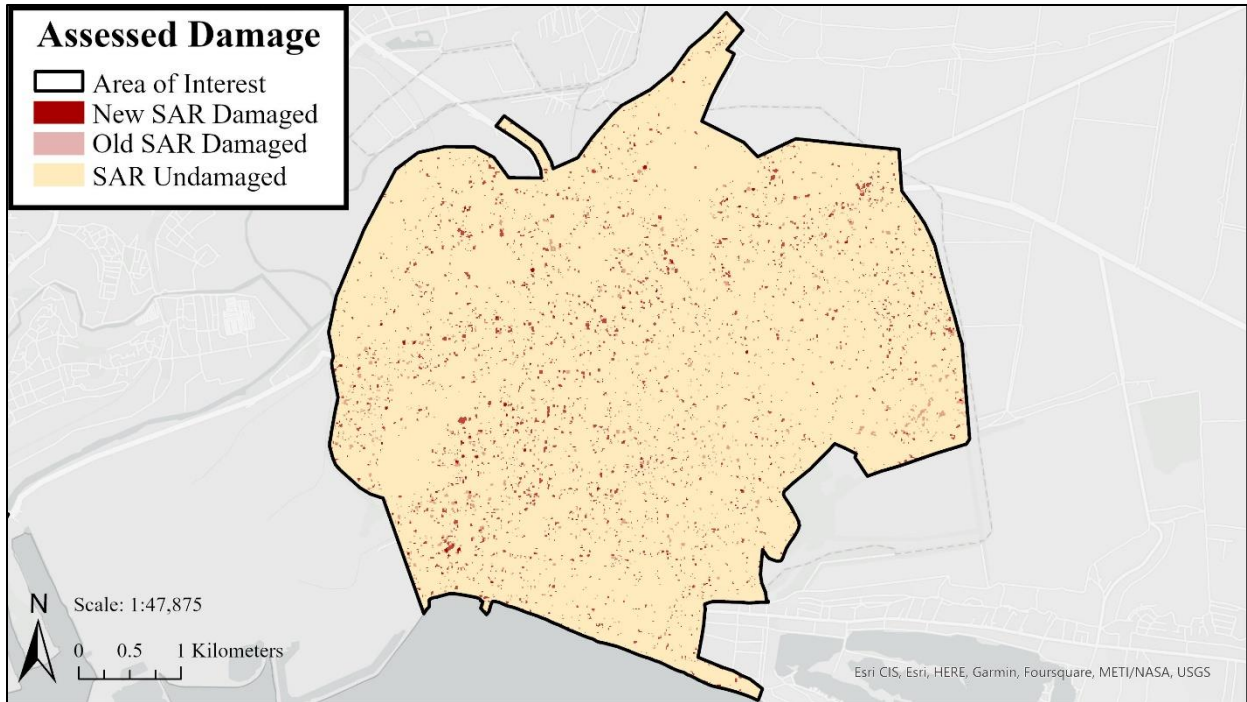 Assessed Damage
Area of Interest
New SAR Damaged
Old SAR Damaged
SAR Undamaged
N
Scale: 1:47,875
0 0.5 1 Kilometers
Esri CIS, Esri, HERE, Garmin, Foursquare, METI/NASA, USGS